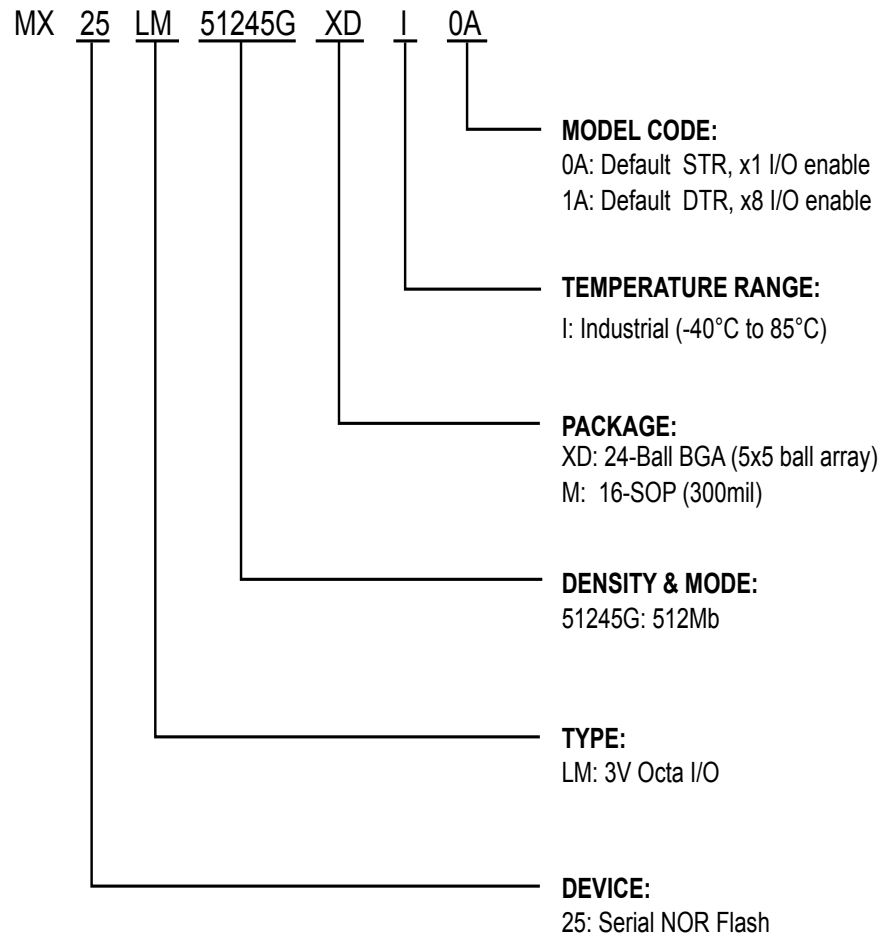 MX 25 LM 51245G XD I 0A
MODEL CODE:
0A: Default STR, x1 I/O enable
1A: Default DTR, x8 I/O enable
TEMPERATURE RANGE:
I: Industrial (-40°C to 85°C)
PACKAGE:
XD: 24-Ball BGA (5x5 ball array)
M: 16-SOP (300mil)
DENSITY & MODE:
51245G: 512Mb
TYPE:
LM: 3V Octa I/O
DEVICE:
25: Serial NOR Flash